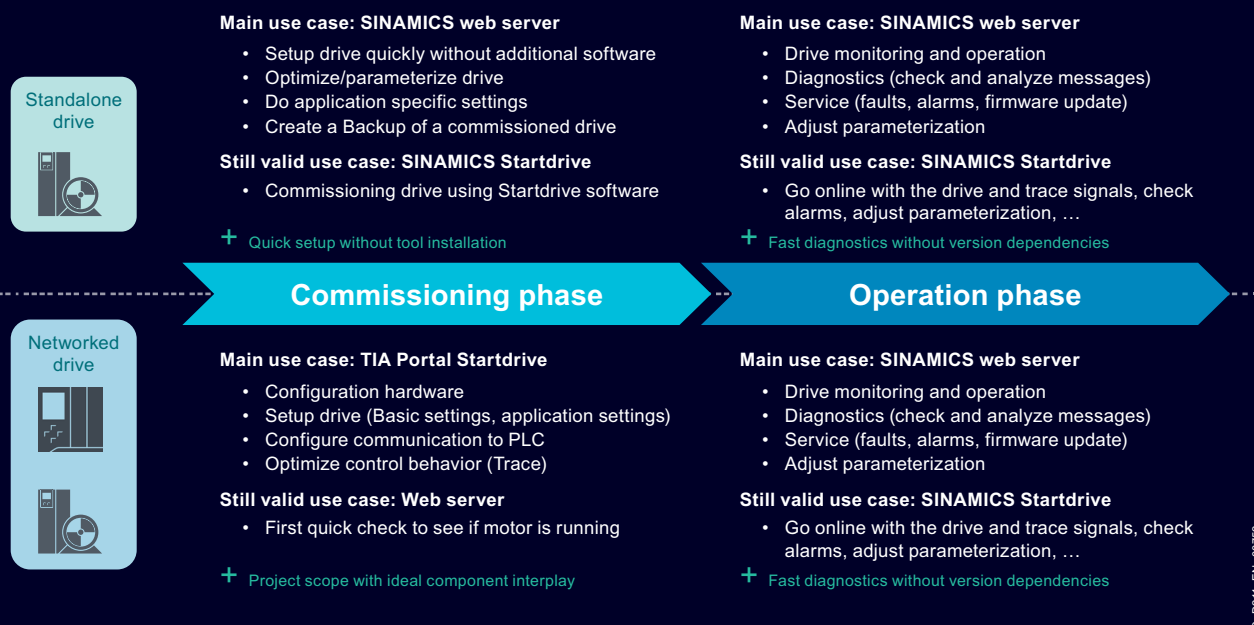 Main use case: SINAMICS web server
• Setup drive quickly without additional software
• Optimize/parameterize drive
• Do application specific settings
• Create a Backup of a commissioned drive
Still valid use case: SINAMICS Startdrive
• Commissioning drive using Startdrive software
+ Quick setup without tool installation
Main use case: SINAMICS web server
• Drive monitoring and operation
• Diagnostics (check and analyze messages)
• Service (faults, alarms, firmware update)
• Adjust parameterization
Still valid use case: SINAMICS Startdrive
• Go online with the drive and trace signals, check
alarms, adjust parameterization, …
+ Fast diagnostics without version dependencies
Standalone
drive
Commissioning phase
Operation phase
Networked
drive
Main use case: TIA Portal Startdrive
• Configuration hardware
• Setup drive (Basic settings, application settings)
• Configure communication to PLC
• Optimize control behavior (Trace)
Still valid use case: Web server
• First quick check to see if motor is running
+ Project scope with ideal component interplay
Main use case: SINAMICS web server
• Drive monitoring and operation
• Diagnostics (check and analyze messages)
• Service (faults, alarms, firmware update)
• Adjust parameterization
Still valid use case: SINAMICS Startdrive
• Go online with the drive and trace signals, check
alarms, adjust parameterization, …
+ Fast diagnostics without version dependencies